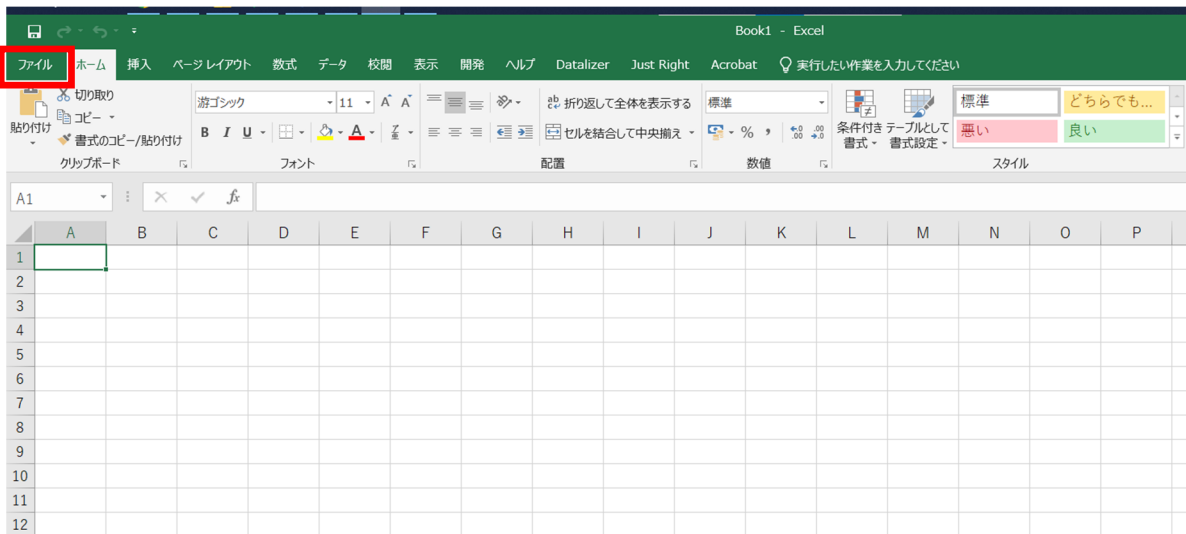 Book1 - Excel
ファイル ホーム 挿入 ページ レイアウト 数式 データ 校閲 表示 開発 ヘルプ Datalizer Just Right Acrobat 実行したい作業を入力してください
切り取り
コピー
書式のコピー/貼り付け
貼り付け
クリップボード
游ゴシック 11
B I U
フォント
折り返して全体を表示する
セルを結合して中央揃え
配置
標準
%
数値
条件付き書式
テーブルとして書式設定
標準 どちらでも...
悪い 良い
スタイル
A1 fx
A B C D E F G H I J K L M N O P
1
2
3
4
5
6
7
8
9
10
11
12